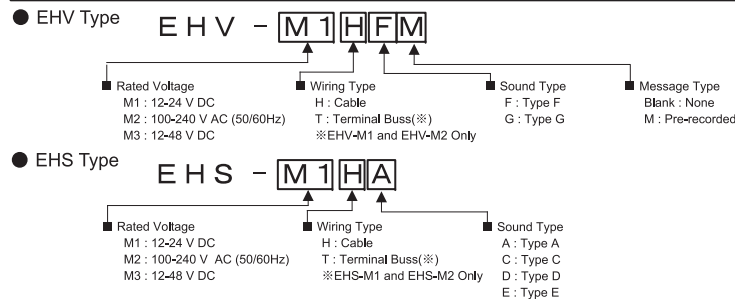 ● EHV Type
EHV - M1 H F M
■ Rated Voltage
M1 : 12-24 V DC
M2 : 100-240 V AC (50/60Hz)
M3 : 12-48 V DC
■ Wiring Type
H : Cable
T : Terminal Buss(※)
※EHV-M1 and EHV-M2 Only
■ Sound Type
F : Type F
G : Type G
■ Message Type
Blank : None
M : Pre-recorded
● EHS Type
EHS - M1 H A
■ Rated Voltage
M1 : 12-24 V DC
M2 : 100-240 V AC (50/60Hz)
M3 : 12-48 V DC
■ Wiring Type
H : Cable
T : Terminal Buss(※)
※EHS-M1 and EHS-M2 Only
■ Sound Type
A : Type A
C : Type C
D : Type D
E : Type E